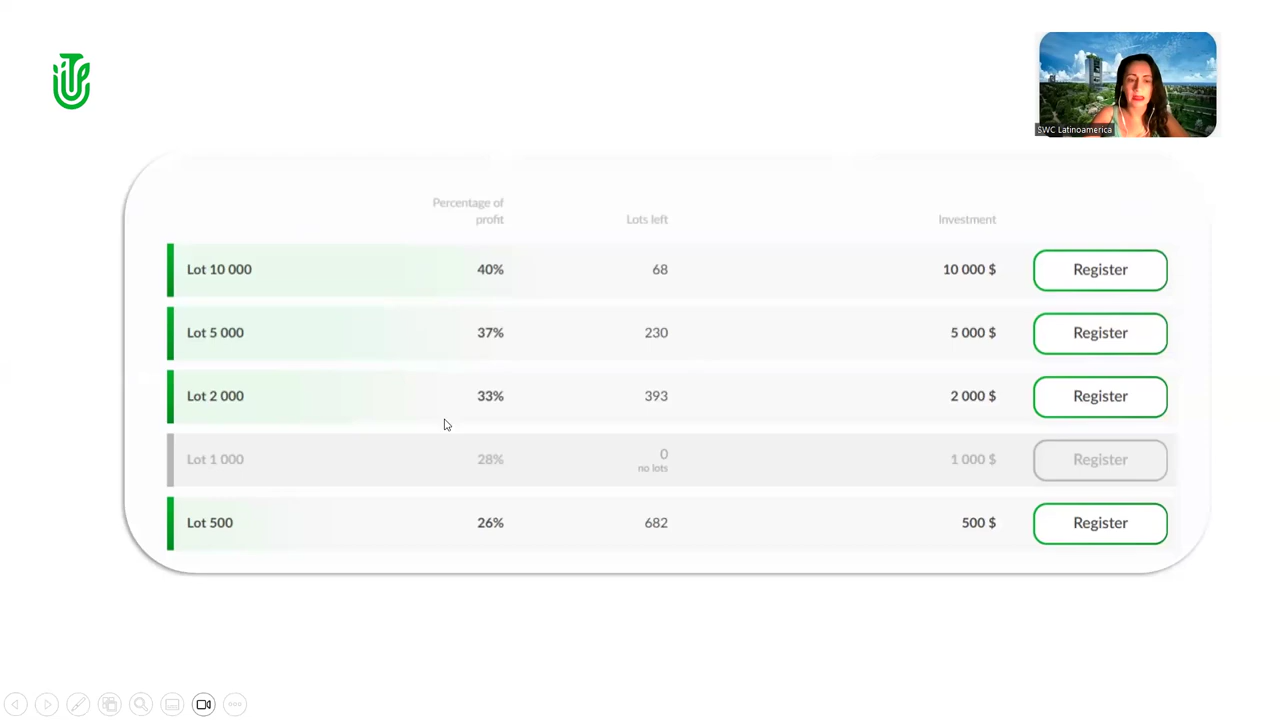 SWC Latinoamerica
Percentage of
profit
Lots left
Investment
Lot 10 000
40%
68
10 000 $
Register
Lot 5 000
37%
230
5 000 $
Register
Lot 2 000
33%
393
2 000 $
Register
Lot 1 000
28%
0
no lots
1 000 $
Register
Lot 500
26%
682
500 $
Register